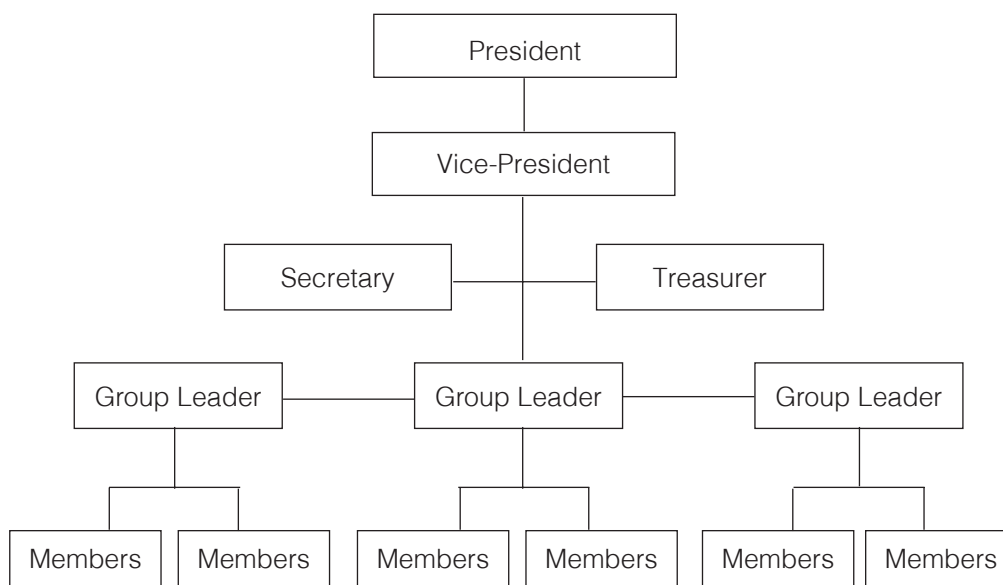 President
Vice-President
Secretary
Treasurer
Group Leader
Group Leader
Group Leader
Members
Members
Members
Members
Members
Members